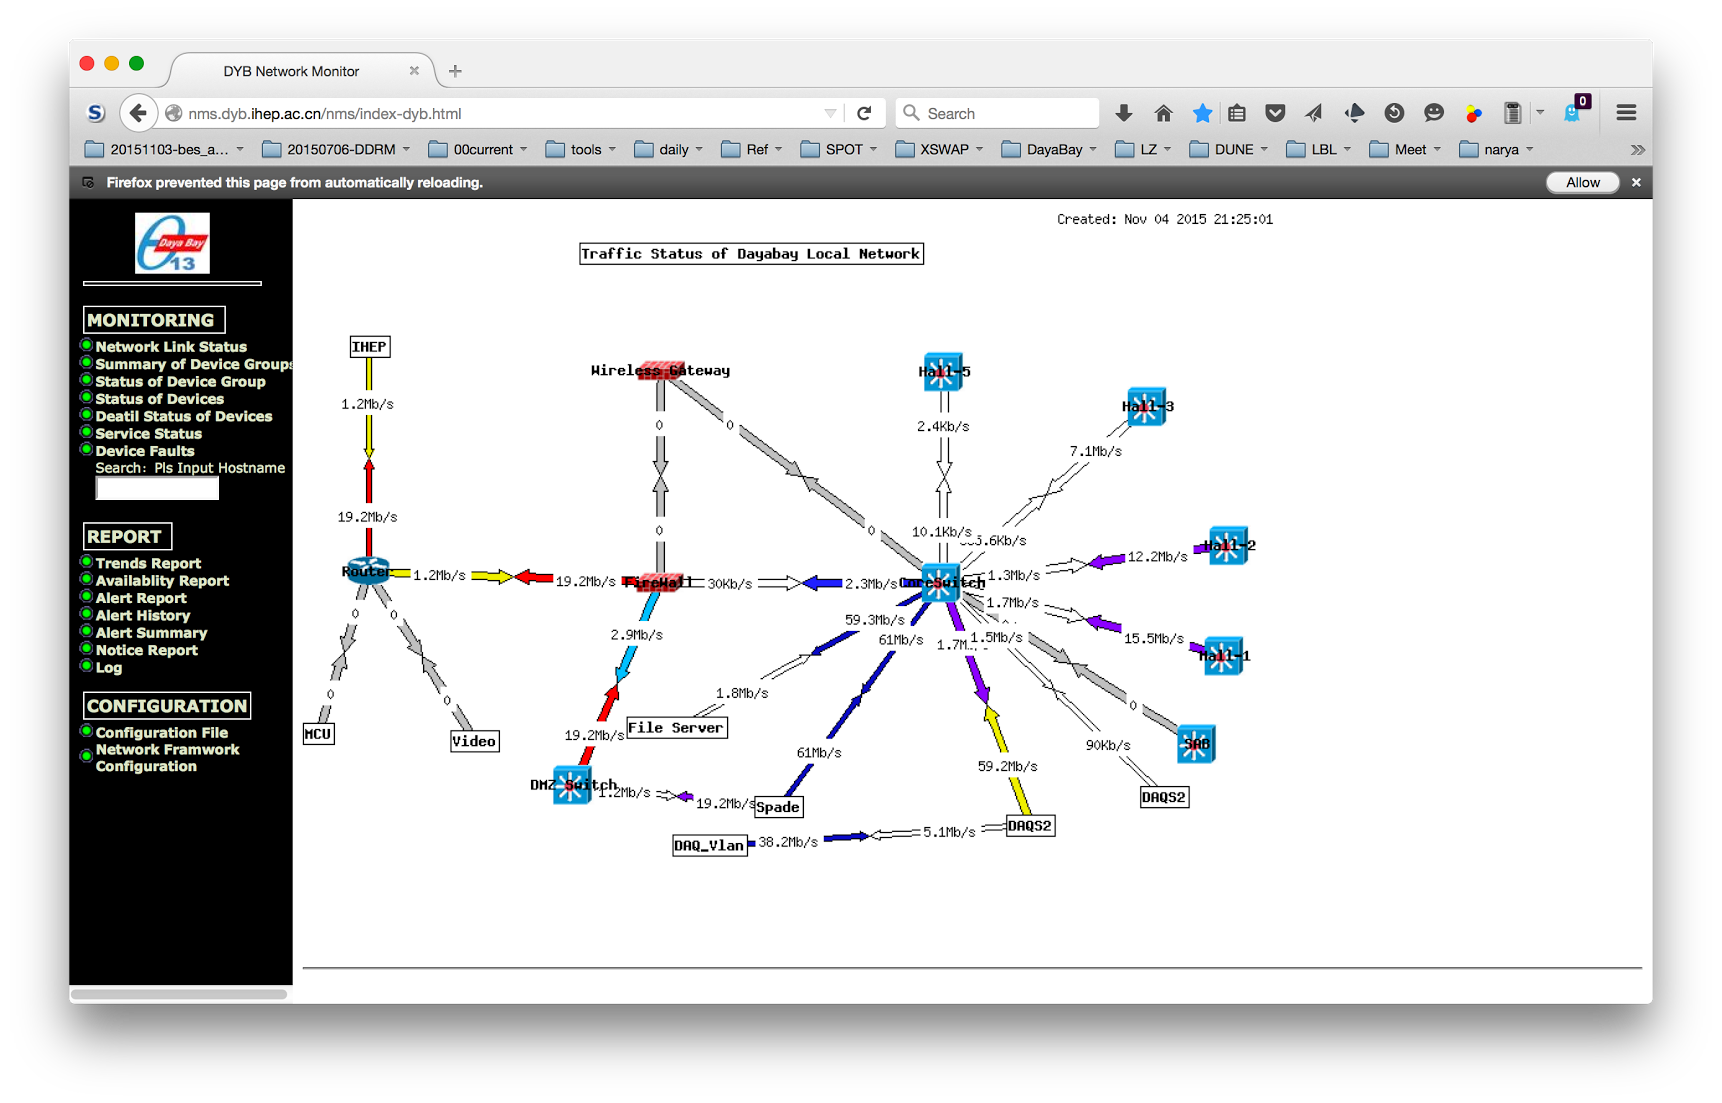 DYB Network Monitor
nms.dyb.ihep.ac.cn/nms/index-dyb.html
Search
0
20151103-bes_a...
20150706-DDRM
00current
tools
daily
Ref
SPOT
XSWAP
DayaBay
LZ
DUNE
LBL
Meet
narya
Firefox prevented this page from automatically reloading.
Allow
Daya Bay
13
MONITORING
Network Link Status
Summary of Device Groups
Status of Device Group
Status of Devices
Deatil Status of Devices
Service Status
Device Faults
Search: Pls Input Hostname
REPORT
Trends Report
Availablity Report
Alert Report
Alert History
Alert Summary
Notice Report
Log
CONFIGURATION
Configuration File
Network Framwork
Configuration
Created: Nov 04 2015 21:25:01
Traffic Status of Dayabay Local Network
IHEP
Wireless Gateway
Hall-5
Hall-3
1.2Mb/s
0
0
2.4Kb/s
7.1Mb/s
19.2Mb/s
0
0
10.1Kb/s
5.6Kb/s
Hall-2
12.2Mb/s
Router
1.2Mb/s
19.2Mb/s
FireWall
30Kb/s
2.3Mb/s
CoreSwitch
1.3Mb/s
1.7Mb/s
0
0
59.3Mb/s
2.9Mb/s
61Mb/s
1.7M
1.5Mb/s
0
15.5Mb/s
Hall-1
0
0
1.8Mb/s
0
MCU
Video
File Server
19.2Mb/s
61Mb/s
59.2Mb/s
90Kb/s
SAB
DMZ Switch
1.2Mb/s
19.2Mb/s
Spade
DAQS2
DAQS2
DAQ_Vlan
38.2Mb/s
5.1Mb/s